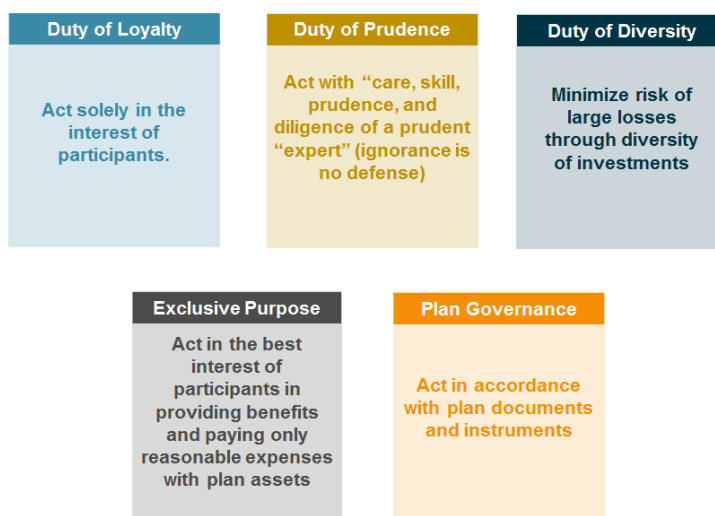 Duty of Loyalty
Act solely in the
interest of
participants.
Duty of Prudence
Act with “care, skill,
prudence, and
diligence of a prudent
“expert” (ignorance is
no defense)
Duty of Diversity
Minimize risk of
large losses
through diversity
of investments
Exclusive Purpose
Act in the best
interest of
participants in
providing benefits
and paying only
reasonable expenses
with plan assets
Plan Governance
Act in accordance
with plan documents
and instruments